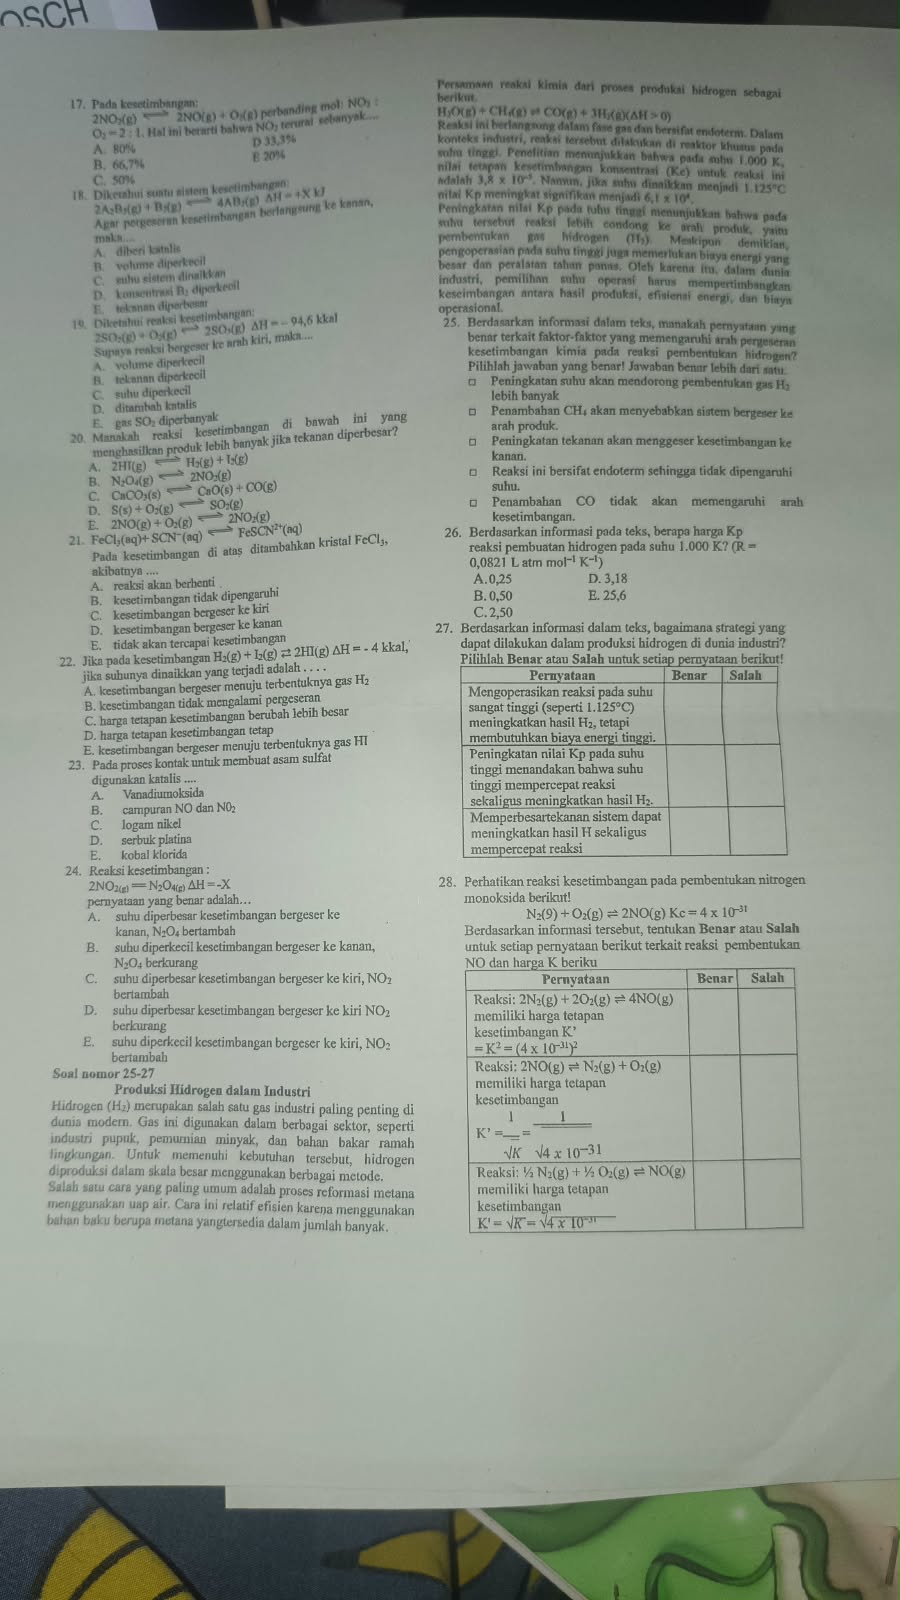 OSCH
17. Pada kesetimbangan:
2NO₂(g) ⇌ 2NO(g) + O₂(g) perbanding mol: NO₂ :
O₂ = 2 : 1. Hal ini berarti bahwa NO₂ terurai sebanyak....
A. 80%
D 33,3%
B. 66,7%
E 20%
C. 50%
18. Diketahui suatu sistem kesetimbangan:
2A₂B₃(g) + B₂(g) ⇌ 4AB₂(g) ΔH = +X kJ
Agar pergeseran kesetimbangan berlangsung ke kanan,
maka....
A. diberi katalis
B. volume diperkecil
C. suhu sistem dinaikkan
D. konsentrasi B₂ diperkecil
E. tekanan diperbesar
19. Diketahui reaksi kesetimbangan:
2SO₂(g) + O₂(g) ⇌ 2SO₃(g) ΔH = – 94,6 kkal
Supaya reaksi bergeser ke arah kiri, maka....
A. volume diperkecil
B. tekanan diperkecil
C. suhu diperkecil
D. ditambah katalis
E. gas SO₂ diperbanyak
20. Manakah reaksi kesetimbangan di bawah ini yang
menghasilkan produk lebih banyak jika tekanan diperbesar?
A. 2HI(g) ⇌ H₂(g) + I₂(g)
B. N₂O₄(g) ⇌ 2NO₂(g)
C. CaCO₃(s) ⇌ CaO(s) + CO(g)
D. S(s) + O₂(g) ⇌ SO₂(g)
E. 2NO(g) + O₂(g) ⇌ 2NO₂(g)
21. FeCl₃(aq)+ SCN⁻(aq) ⇌ FeSCN²⁺(aq)
Pada kesetimbangan di atas ditambahkan kristal FeCl₃,
akibatnya ....
A. reaksi akan berhenti
B. kesetimbangan tidak dipengaruhi
C. kesetimbangan bergeser ke kiri
D. kesetimbangan bergeser ke kanan
E. tidak akan tercapai kesetimbangan
22. Jika pada kesetimbangan H₂(g) + I₂(g) ⇌ 2HI(g) ΔH = - 4 kkal,
jika suhunya dinaikkan yang terjadi adalah . . . .
A. kesetimbangan bergeser menuju terbentuknya gas H₂
B. kesetimbangan tidak mengalami pergeseran
C. harga tetapan kesetimbangan berubah lebih besar
D. harga tetapan kesetimbangan tetap
E. kesetimbangan bergeser menuju terbentuknya gas HI
23. Pada proses kontak untuk membuat asam sulfat
digunakan katalis ....
A. Vanadiumoksida
B. campuran NO dan N0₂
C. logam nikel
D. serbuk platina
E. kobal klorida
24. Reaksi kesetimbangan :
2NO₂₍g₎ ⇌ N₂O₄₍g₎ ΔH = -X
pernyataan yang benar adalah…
A. suhu diperbesar kesetimbangan bergeser ke
kanan, N₂O₄ bertambah
B. suhu diperkecil kesetimbangan bergeser ke kanan,
N₂O₄ berkurang
C. suhu diperbesar kesetimbangan bergeser ke kiri, NO₂
bertambah
D. suhu diperbesar kesetimbangan bergeser ke kiri NO₂
berkurang
E. suhu diperkecil kesetimbangan bergeser ke kiri, NO₂
bertambah
Soal nomor 25-27
Produksi Hidrogen dalam Industri
Hidrogen (H₂) merupakan salah satu gas industri paling penting di
dunia modern. Gas ini digunakan dalam berbagai sektor, seperti
industri pupuk, pemurnian minyak, dan bahan bakar ramah
lingkungan. Untuk memenuhi kebutuhan tersebut, hidrogen
diproduksi dalam skala besar menggunakan berbagai metode.
Salah satu cara yang paling umum adalah proses reformasi metana
menggunakan uap air. Cara ini relatif efisien karena menggunakan
bahan baku berupa metana yangtersedia dalam jumlah banyak.
Persamaan reaksi kimia dari proses produksi hidrogen sebagai
berikut.
H₂O(g) + CH₄(g) ⇌ CO(g) + 3H₂(g)(ΔH > 0)
Reaksi ini berlangsung dalam fase gas dan bersifat endoterm. Dalam
konteks industri, reaksi tersebut dilakukan di reaktor khusus pada
suhu tinggi. Penelitian menunjukkan bahwa pada suhu 1.000 K,
nilai tetapan kesetimbangan konsentrasi (Kc) untuk reaksi ini
adalah 3,8 x 10⁻³. Namun, jika suhu dinaikkan menjadi 1.125°C
nilai Kp meningkat signifikan menjadi 6,1 x 10⁴.
Peningkatan nilai Kp pada tuhu tinggi menunjukkan bahwa pada
suhu tersebut reaksi lebih condong ke arah produk, yaitu
pembentukan gas hidrogen (H₂). Meskipun demikian,
pengoperasian pada suhu tinggi juga memerlukan biaya energi yang
besar dan peralatan tahan panas. Oleh karena itu, dalam dunia
industri, pemilihan suhu operasi harus mempertimbangkan
keseimbangan antara hasil produksi, efisiensi energi, dan biaya
operasional.
25. Berdasarkan informasi dalam teks, manakah pernyataan yang
benar terkait faktor-faktor yang memengaruhi arah pergeseran
kesetimbangan kimia pada reaksi pembentukan hidrogen?
Pilihlah jawaban yang benar! Jawaban benar lebih dari satu.
□ Peningkatan suhu akan mendorong pembentukan gas H₂
lebih banyak
□ Penambahan CH₄ akan menyebabkan sistem bergeser ke
arah produk.
□ Peningkatan tekanan akan menggeser kesetimbangan ke
kanan.
□ Reaksi ini bersifat endoterm sehingga tidak dipengaruhi
suhu.
□ Penambahan CO tidak akan memengaruhi arah
kesetimbangan.
26. Berdasarkan informasi pada teks, berapa harga Kp
reaksi pembuatan hidrogen pada suhu 1.000 K? (R =
0,0821 L atm mol⁻¹ K⁻¹)
A. 0,25
D. 3,18
B. 0,50
E. 25,6
C. 2,50
27. Berdasarkan informasi dalam teks, bagaimana strategi yang
dapat dilakukan dalam produksi hidrogen di dunia industri?
Pilihlah Benar atau Salah untuk setiap pernyataan berikut!
Pernyataan Benar Salah
Mengoperasikan reaksi pada suhu
sangat tinggi (seperti 1.125°C)
meningkatkan hasil H₂, tetapi
membutuhkan biaya energi tinggi.
Peningkatan nilai Kp pada suhu
tinggi menandakan bahwa suhu
tinggi mempercepat reaksi
sekaligus meningkatkan hasil H₂.
Memperbesartekanan sistem dapat
meningkatkan hasil H sekaligus
mempercepat reaksi
28. Perhatikan reaksi kesetimbangan pada pembentukan nitrogen
monoksida berikut!
N₂(9) + O₂(g) ⇌ 2NO(g) Kc = 4 x 10⁻³¹
Berdasarkan informasi tersebut, tentukan Benar atau Salah
untuk setiap pernyataan berikut terkait reaksi pembentukan
NO dan harga K beriku
Pernyataan Benar Salah
Reaksi: 2N₂(g) + 2O₂(g) ⇌ 4NO(g)
memiliki harga tetapan
kesetimbangan K’
= K² = (4 x 10⁻³¹)²
Reaksi: 2NO(g) ⇌ N₂(g) + O₂(g)
memiliki harga tetapan
kesetimbangan
1 1
K’ = — = —
√K √4 x 10−31
Reaksi: ½ N₂(g) + ½ O₂(g) ⇌ NO(g)
memiliki harga tetapan
kesetimbangan
K' = √K = √4 x 10⁻³¹